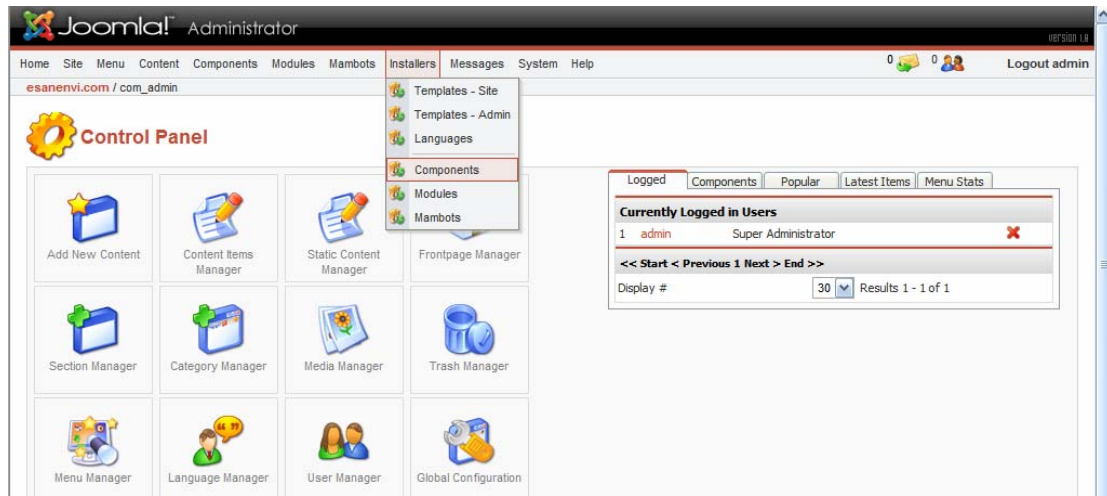 Joomla!™ Administrator
version 1.0
Home Site Menu Content Components Modules Mambots Installers Messages System Help 0 0 Logout admin
esanenvi.com / com_admin
Templates - Site
Templates - Admin
Languages
Components
Modules
Mambots
Control Panel
Add New Content
Content Items Manager
Static Content Manager
Frontpage Manager
Section Manager
Category Manager
Media Manager
Trash Manager
Menu Manager
Language Manager
User Manager
Global Configuration
Logged Components Popular Latest Items Menu Stats
Currently Logged in Users
1 admin Super Administrator
<< Start < Previous 1 Next > End >>
Display # 30 Results 1 - 1 of 1